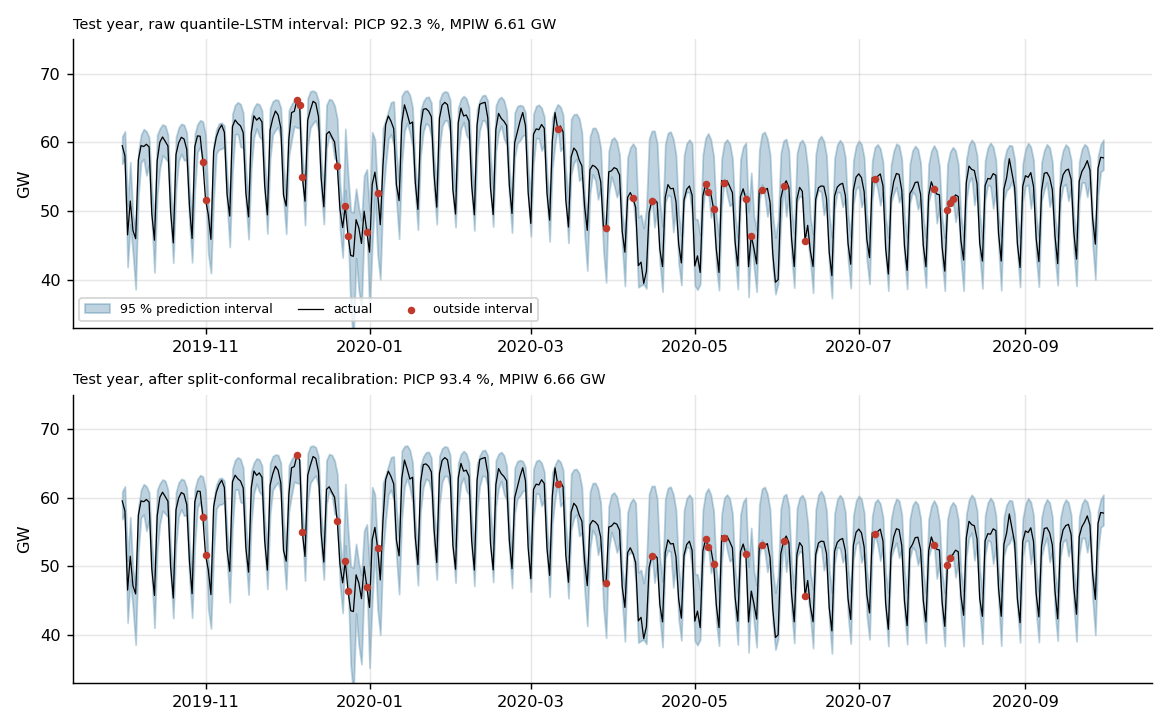 Test year, raw quantile-LSTM interval: PICP 92.3 %, MPIW 6.61 GW
70
60
50
40
GW
95 % prediction interval actual outside interval
2019-11 2020-01 2020-03 2020-05 2020-07 2020-09
Test year, after split-conformal recalibration: PICP 93.4 %, MPIW 6.66 GW
70
60
50
40
GW
2019-11 2020-01 2020-03 2020-05 2020-07 2020-09